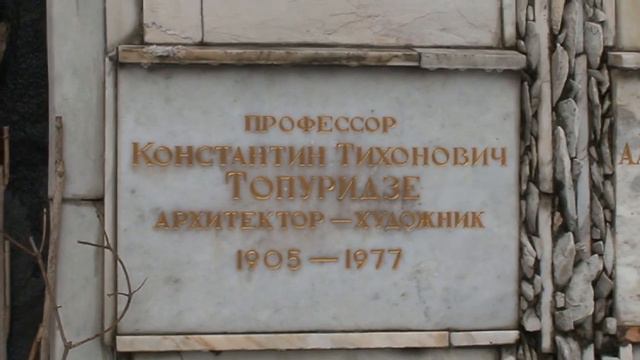 ПРОФЕССОР
КОНСТАНТИН ТИХОНОВИЧ
ТОПУРИДЗЕ
АРХИТЕКТОР — ХУДОЖНИК
1905 — 1977